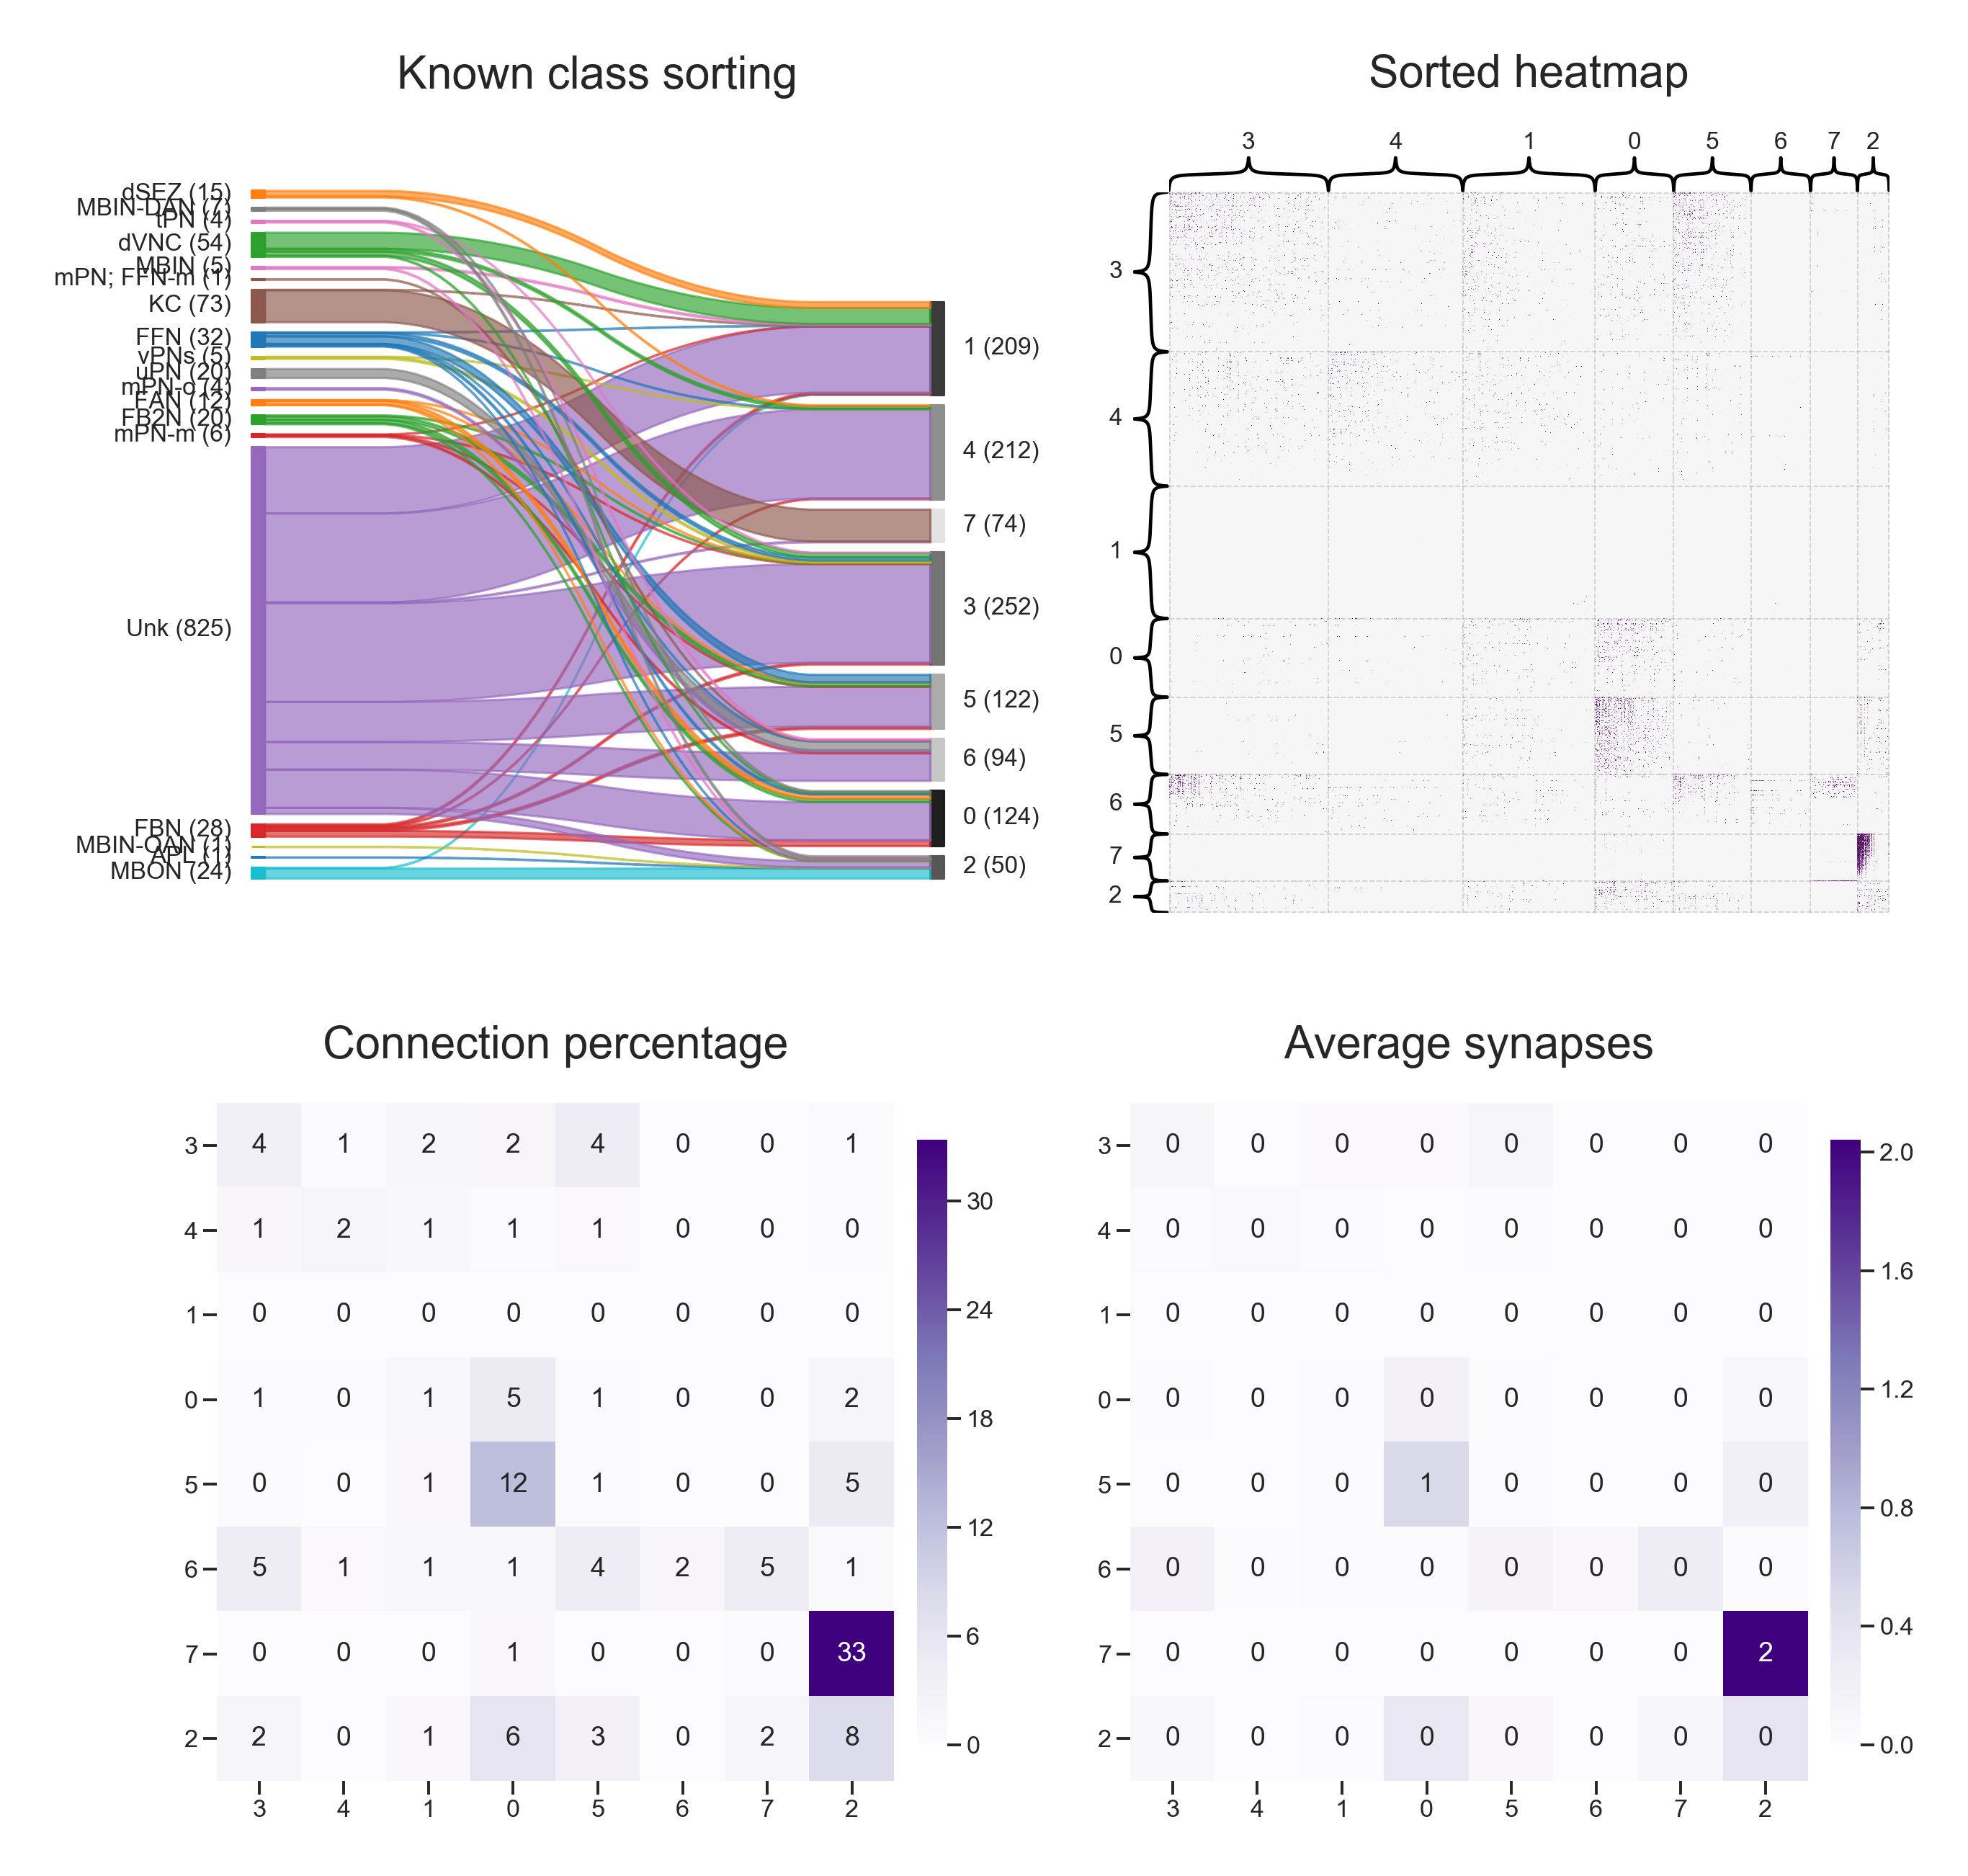 Known class sorting
dSEZ (15)
MBIN-DAN (7)
tPN (4)
dVNC (54)
MBIN (5)
mPN; FFN-m (1)
KC (73)
FFN (32)
vPNs (5)
uPN (20)
mPN-o (4)
FAN (12)
FB2N (20)
mPN-m (6)
Unk (825)
FBN (28)
MBIN-OAN (1)
APL (1)
MBON (24)
1 (209)
4 (212)
7 (74)
3 (252)
5 (122)
6 (94)
0 (124)
2 (50)
Sorted heatmap
3 4 1 0 5 6 7 2
3
4
1
0
5
6
7
2
Connection percentage
3 4 1 2 2 4 0 0 1
4 1 2 1 1 1 0 0 0
1 0 0 0 0 0 0 0 0
0 1 0 1 5 1 0 0 2
5 0 0 1 12 1 0 0 5
6 5 1 1 1 4 2 5 1
7 0 0 0 1 0 0 0 33
2 2 0 1 6 3 0 2 8
3 4 1 0 5 6 7 2
30
24
18
12
6
0
Average synapses
3 0 0 0 0 0 0 0 0
4 0 0 0 0 0 0 0 0
1 0 0 0 0 0 0 0 0
0 0 0 0 0 0 0 0 0
5 0 0 0 1 0 0 0 0
6 0 0 0 0 0 0 0 0
7 0 0 0 0 0 0 0 2
2 0 0 0 0 0 0 0 0
3 4 1 0 5 6 7 2
2.0
1.6
1.2
0.8
0.4
0.0